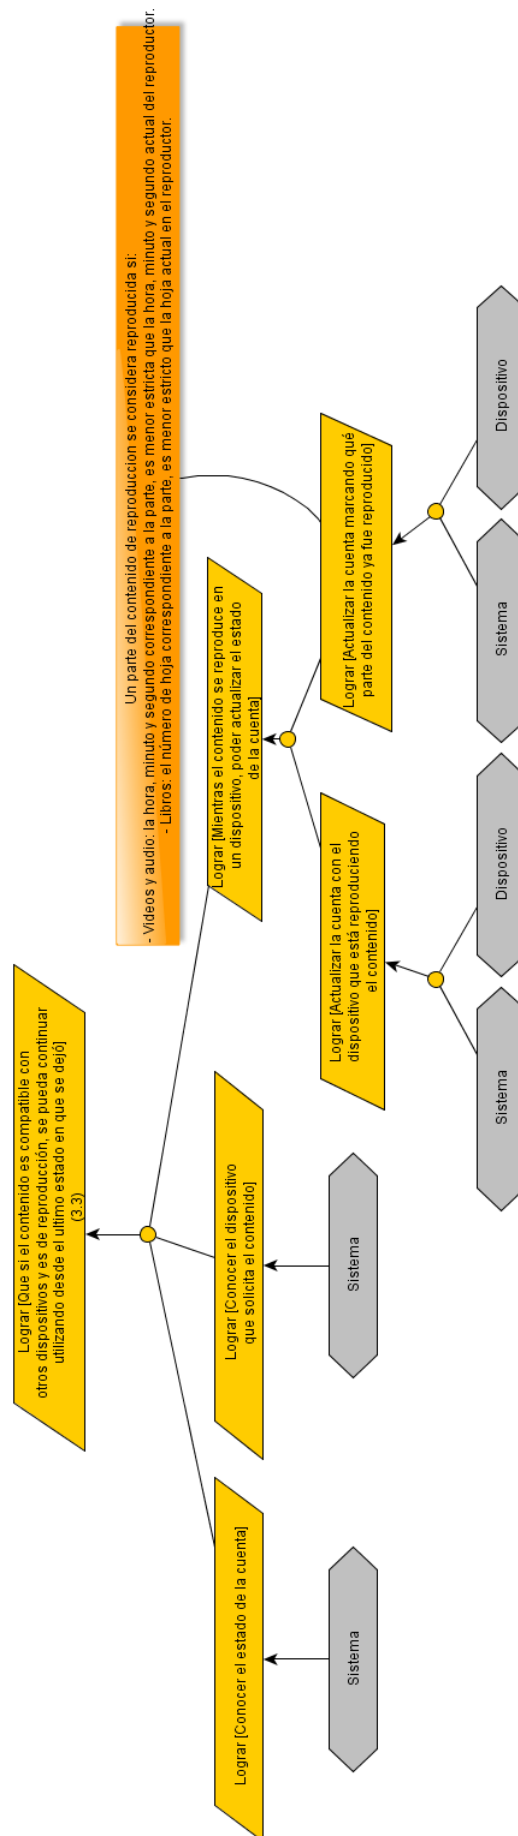 Lograr [Que si el contenido es compatible con
otros dispositivos y es de reproducción, se pueda continuar
utilizando desde el ultimo estado en que se dejó]
(3.3)
Un parte del contenido de reproduccion se considera reproducida si:
- Videos y audio: la hora, minuto y segundo correspondiente a la parte, es menor estricta que la hora, minuto y segundo actual del reproductor.
- Libros: el número de hoja correspondiente a la parte, es menor estricto que la hoja actual en el reproductor.
Lograr [Conocer el estado de la cuenta]
Lograr [Conocer el dispositivo
que solicita el contenido]
Lograr [Mientras el contenido se reproduce en
un dispositivo, poder actualizar el estado
de la cuenta]
Sistema
Sistema
Lograr [Actualizar la cuenta con el
dispositivo que está reproduciendo
el contenido]
Lograr [Actualizar la cuenta marcando qué
parte del contenido ya fue reproducido]
Sistema
Dispositivo
Sistema
Dispositivo